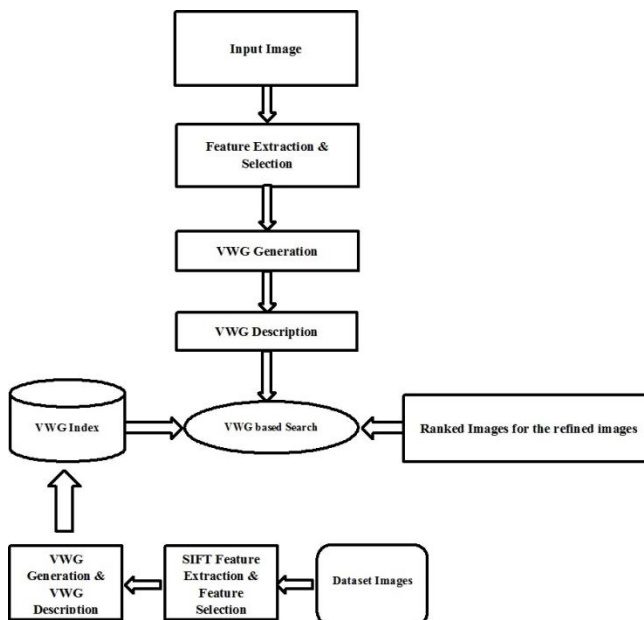 Input Image
Feature Extraction &
Selection
VWG Generation
VWG Description
VWG Index
VWG based Search
Ranked Images for the refined images
VWG
Generation &
VWG
Description
SIFT Feature
Extraction &
Feature
Selection
Dataset Images